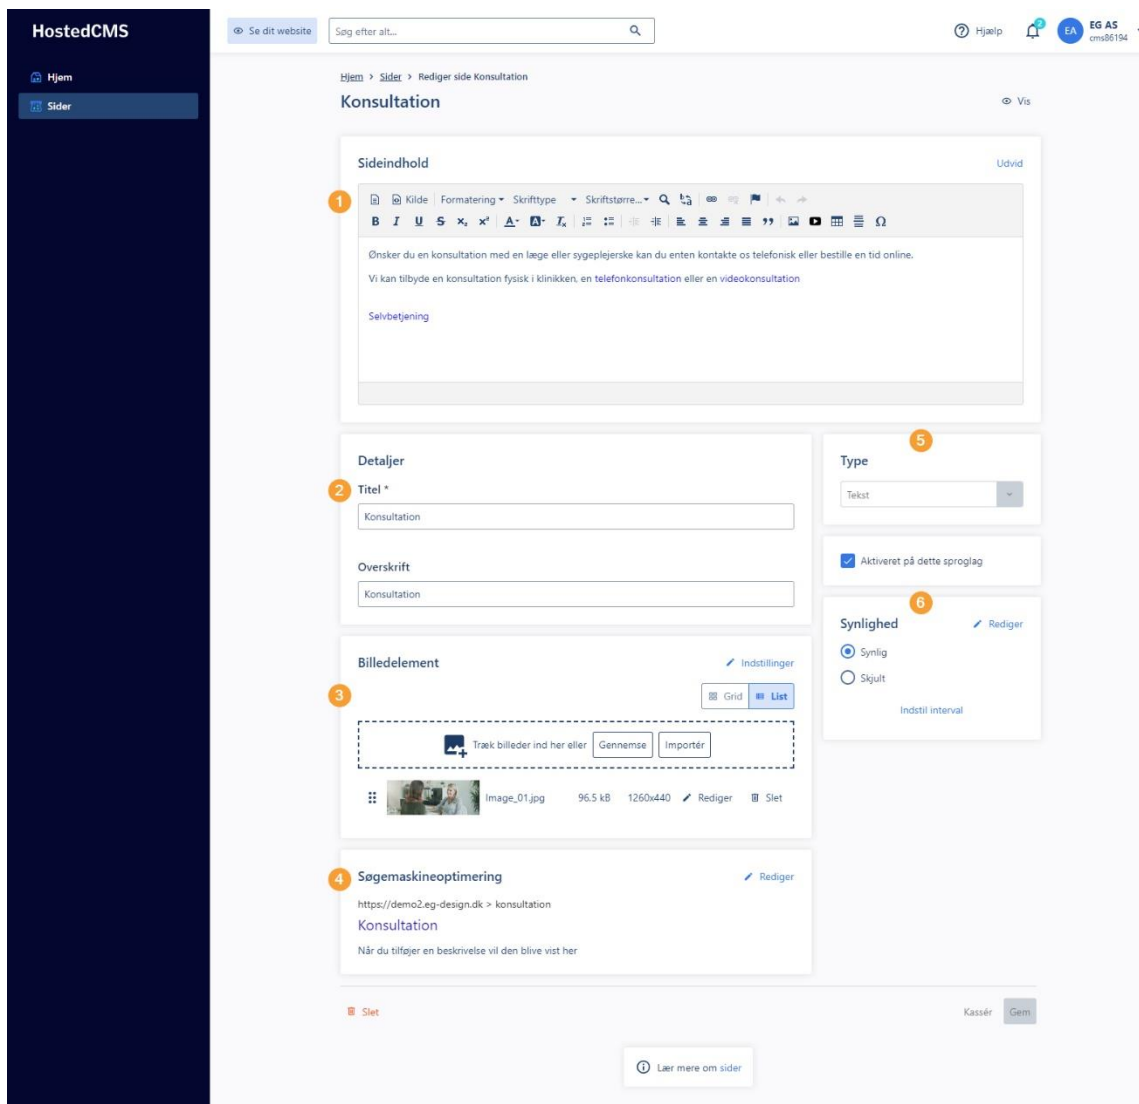 HostedCMS
Se dit website
Søg efter alt...
Hjælp
2
EA
EG AS
cms86194
Hjem
Sider
Hjem > Sider > Rediger side Konsultation
Konsultation
Vis
Sideindhold
Udvid
1
Kilde
Formatering
Skrifttype
Skriftstørre...
B I U S x₂ x² A A Tx
Ω
Ønsker du en konsultation med en læge eller sygeplejerske kan du enten kontakte os telefonisk eller bestille en tid online.
Vi kan tilbyde en konsultation fysisk i klinikken, en telefonkonsultation eller en videokonsultation
Selvbetjening
Detaljer
2
Titel *
Konsultation
Overskrift
Konsultation
5
Type
Tekst
Aktiveret på dette sproglag
6
Synlighed
Rediger
Synlig
Skjult
Indstil interval
Billedelement
Indstillinger
3
Grid
List
Træk billeder ind her eller
Gennemse
Importér
Image_01.jpg
96.5 kB
1260x440
Rediger
Slet
4
Søgemaskineoptimering
Rediger
https://demo2.eg-design.dk > konsultation
Konsultation
Når du tilføjer en beskrivelse vil den blive vist her
Slet
Kassér
Gem
Lær mere om sider